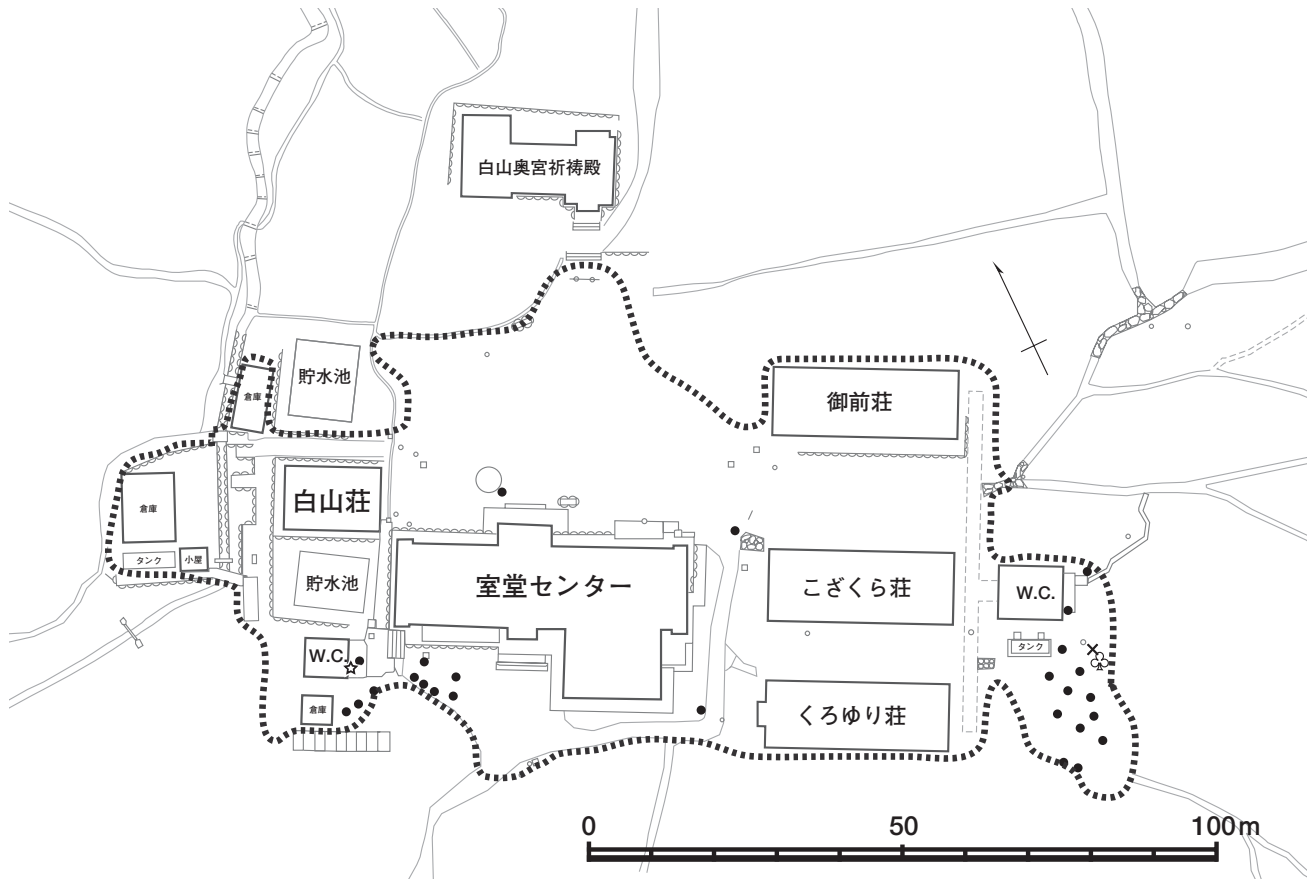 白山奥宮祈祷殿
貯水池
倉庫
御前荘
倉庫
白山荘
タンク
小屋
貯水池
室堂センター
こざくら荘
W.C.
W.C.
タンク
倉庫
くろゆり荘
0
50
100m